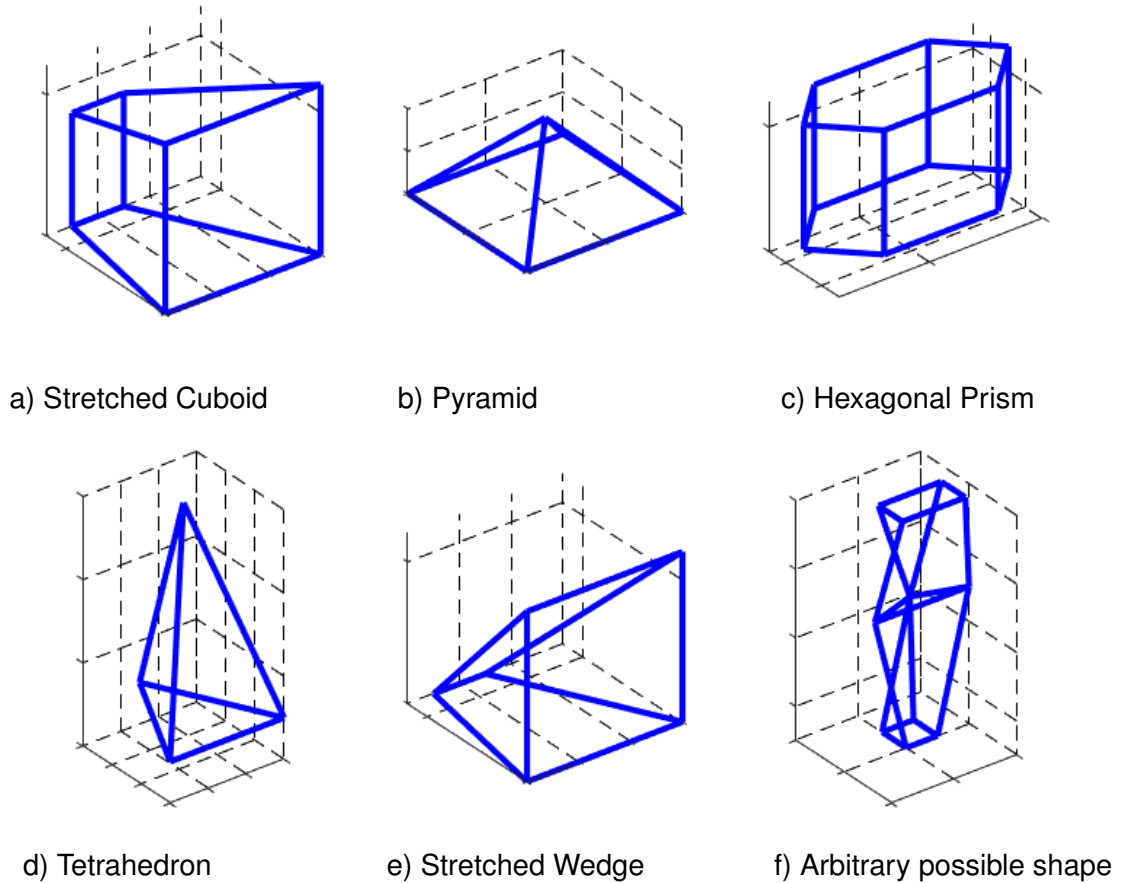 a) Stretched Cuboid
b) Pyramid
c) Hexagonal Prism
d) Tetrahedron
e) Stretched Wedge
f) Arbitrary possible shape